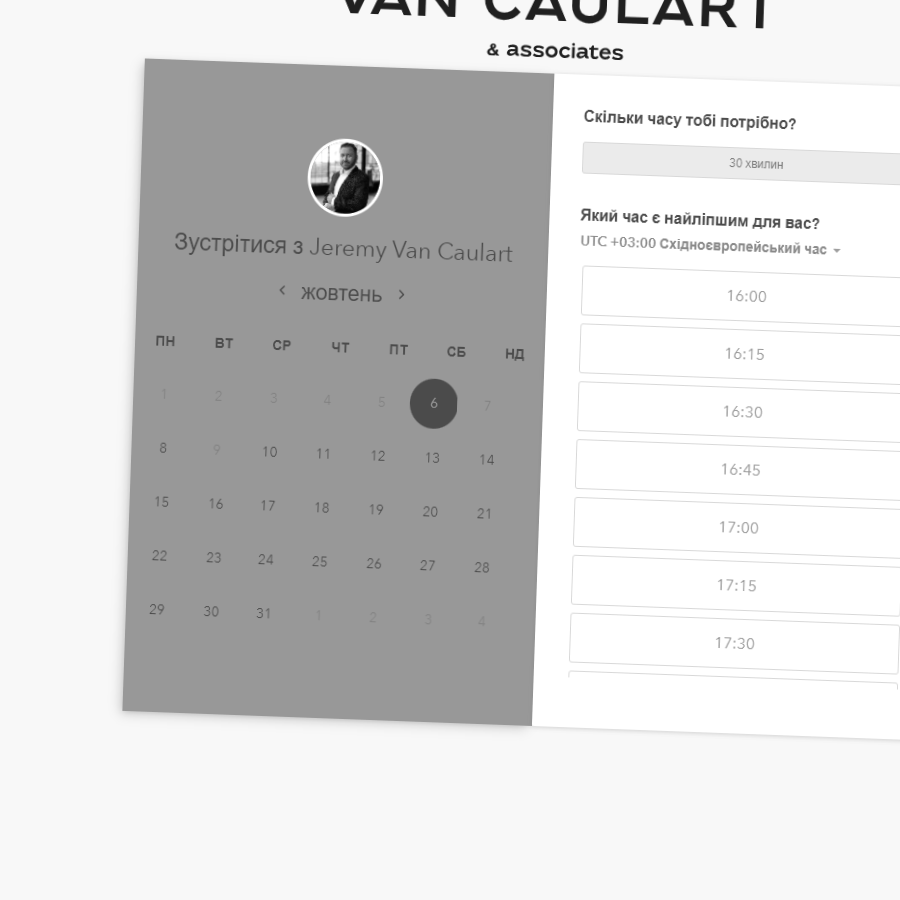 VAN CAULART
& associates
Зустрітися з Jeremy Van Caulart
жовтень
ПН ВТ СР ЧТ ПТ СБ НД
1 2 3 4 5 6 7
8 9 10 11 12 13 14
15 16 17 18 19 20 21
22 23 24 25 26 27 28
29 30 31 1 2 3 4
Скільки часу тобі потрібно?
30 хвилин
Який час є найліпшим для вас?
UTC +03:00 Східноєвропейський час
16:00
16:15
16:30
16:45
17:00
17:15
17:30